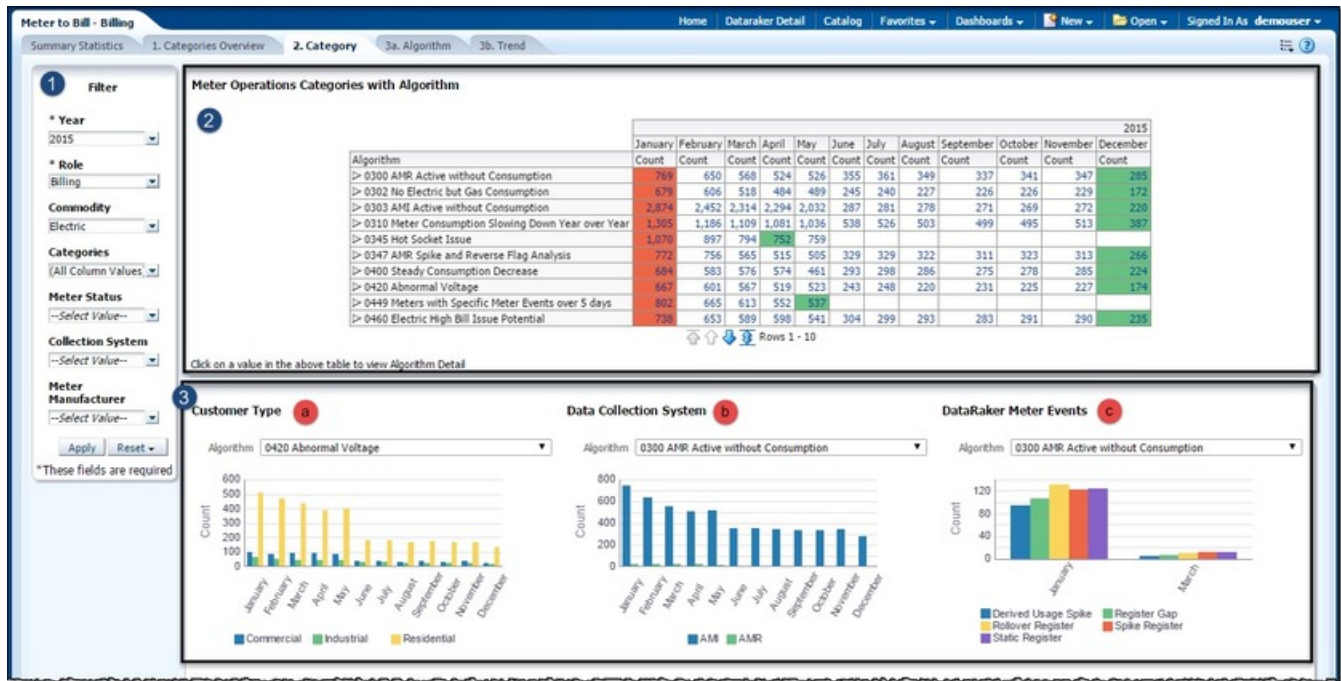 Meter to Bill - Billing
Home Dataraker Detail Catalog Favorites Dashboards New Open Signed In As demouser
Summary Statistics 1. Categories Overview 2. Category 3a. Algorithm 3b. Trend
1 Filter
* Year
2015
* Role
Billing
Commodity
Electric
Categories
(All Column Values;
Meter Status
--Select Value--
Collection System
--Select Value--
Meter
Manufacturer
--Select Value--
Apply Reset
*These fields are required
Meter Operations Categories with Algorithm
2
2015
January February March April May June July August September October November December
Algorithm Count Count Count Count Count Count Count Count Count Count Count Count
0300 AMR Active without Consumption 769 650 568 524 526 355 361 349 337 341 347 285
0302 No Electric but Gas Consumption 679 606 518 484 489 245 240 227 226 226 229 172
0303 AMI Active without Consumption 2,874 2,452 2,314 2,294 2,032 287 281 278 271 269 272 220
0310 Meter Consumption Slowing Down Year over Year 1,305 1,186 1,109 1,081 1,036 538 526 503 499 495 513 387
0345 Hot Socket Issue 1,070 897 794 752 759
0347 AMR Spike and Reverse Flag Analysis 772 756 565 515 505 329 329 322 311 323 313 266
0400 Steady Consumption Decrease 684 583 576 574 461 293 298 286 275 278 285 224
0420 Abnormal Voltage 667 601 567 519 523 243 248 220 231 225 227 174
0449 Meters with Specific Meter Events over 5 days 802 665 613 552 537
0460 Electric High Bill Issue Potential 738 653 589 598 541 304 299 293 283 291 290 235
Rows 1 - 10
Click on a value in the above table to view Algorithm Detail
3
Customer Type a
Algorithm 0420 Abnormal Voltage
600
500
400
300
200
100
0
Count
January February March April May June July August September October November December
Commercial Industrial Residential
Data Collection System b
Algorithm 0300 AMR Active without Consumption
800
600
400
200
0
Count
January February March April May June July August September October November December
AMI AMR
DataRaker Meter Events c
Algorithm 0300 AMR Active without Consumption
120
80
40
0
Count
January March
Derived Usage Spike Register Gap
Rollover Register Spike Register
Static Register